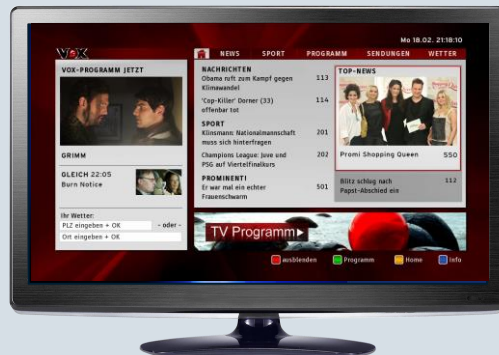 Mo 18.02. 21:18:10
VOX
NEWS SPORT PROGRAMM SENDUNGEN WETTER
VOX-PROGRAMM JETZT
GRIMM
GLEICH 22:05
Burn Notice
Ihr Wetter:
PLZ eingeben + OK - oder -
Ort eingeben + OK
NACHRICHTEN
Obama ruft zum Kampf gegen 113
Klimawandel
'Cop-Killer' Dorner (33) 114
offenbar tot
SPORT
Klinsmann: Nationalmannschaft 201
muss sich hinterfragen
Champions League: Juve und 202
PSG auf Viertelfinalkurs
PROMINENT!
Er war mal ein echter 501
Frauenschwarm
TOP-NEWS
Promi Shopping Queen 550
Blitz schlug nach 112
Papst-Abschied ein
TV Programm
ausblenden Programm Home Info